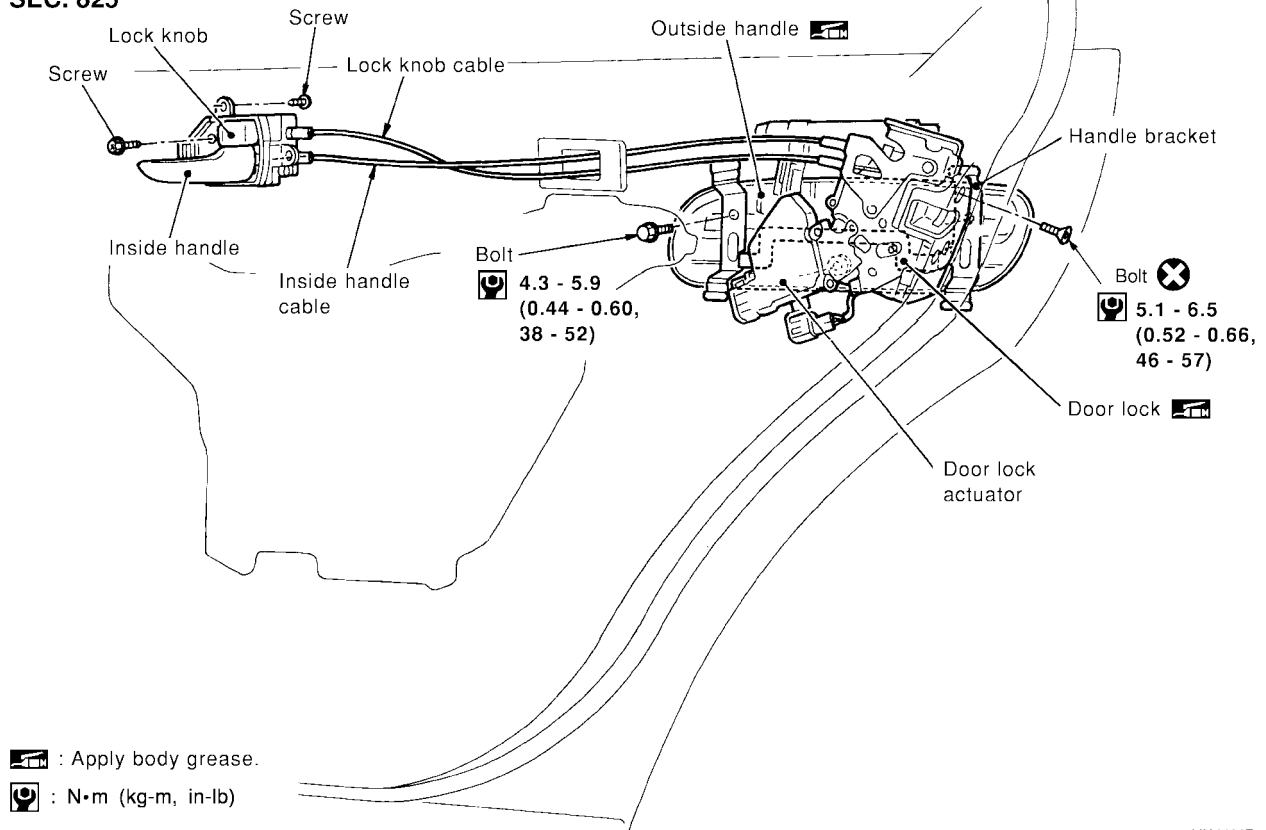 SEC. 825
Screw
Lock knob
Screw
Lock knob cable
Outside handle
Handle bracket
Inside handle
Inside handle
cable
Bolt
4.3 - 5.9
(0.44 - 0.60,
38 - 52)
Bolt
5.1 - 6.5
(0.52 - 0.66,
46 - 57)
Door lock
Door lock
actuator
: Apply body grease.
: N•m (kg-m, in-lb)